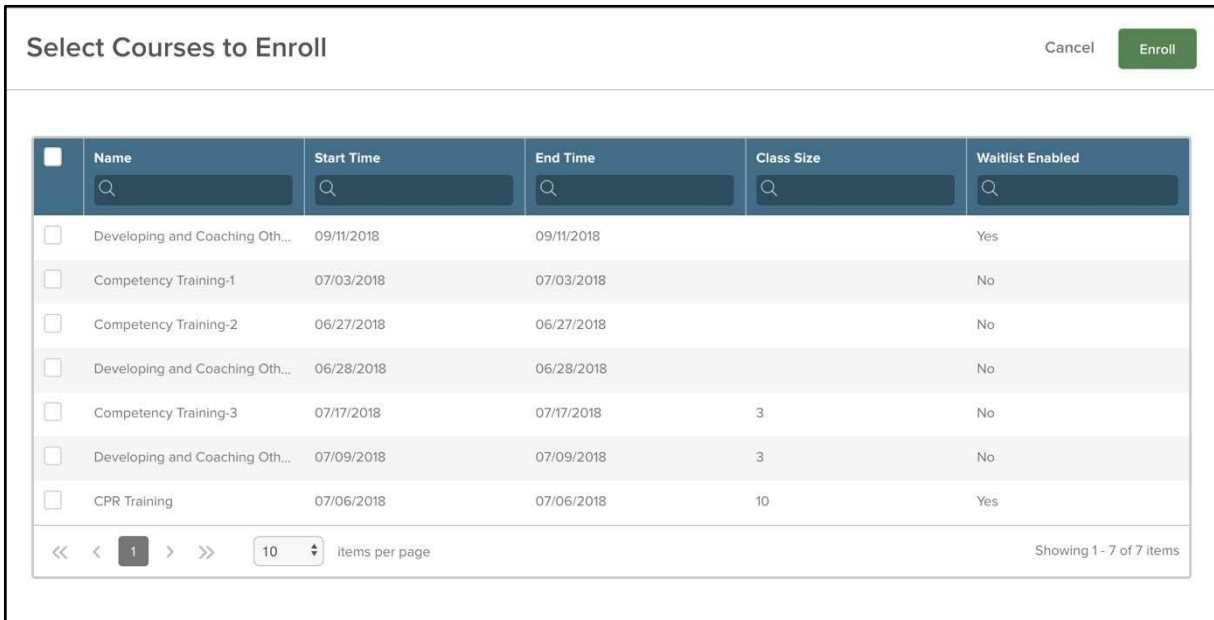 Select Courses to Enroll Cancel Enroll
Name Start Time End Time Class Size Waitlist Enabled
Developing and Coaching Oth... 09/11/2018 09/11/2018 Yes
Competency Training-1 07/03/2018 07/03/2018 No
Competency Training-2 06/27/2018 06/27/2018 No
Developing and Coaching Oth... 06/28/2018 06/28/2018 No
Competency Training-3 07/17/2018 07/17/2018 3 No
Developing and Coaching Oth... 07/09/2018 07/09/2018 3 No
CPR Training 07/06/2018 07/06/2018 10 Yes
1 10 items per page Showing 1 - 7 of 7 items